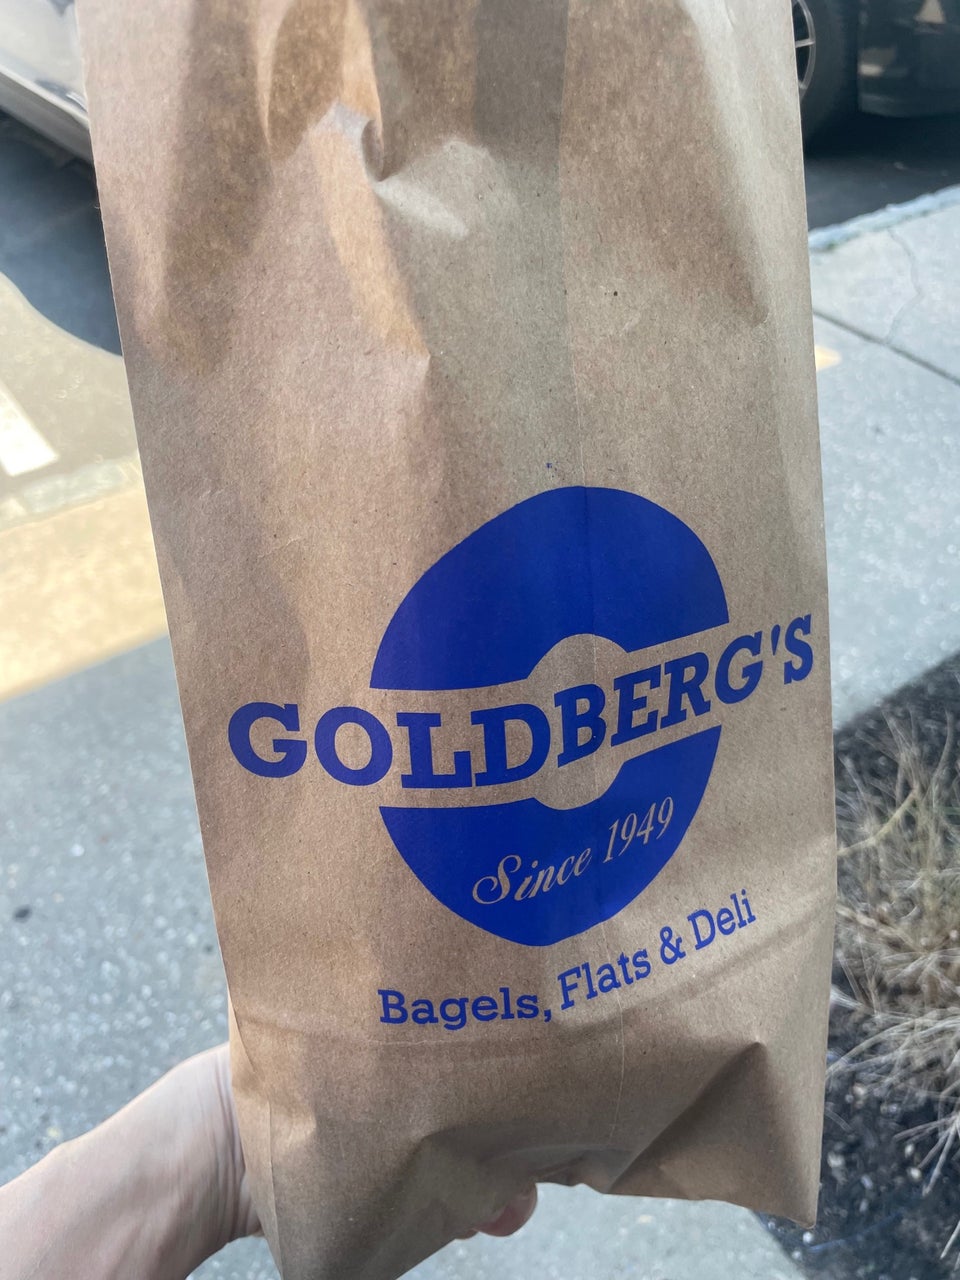 GOLDBERG'S
Since 1949
Bagels, Flats & Deli